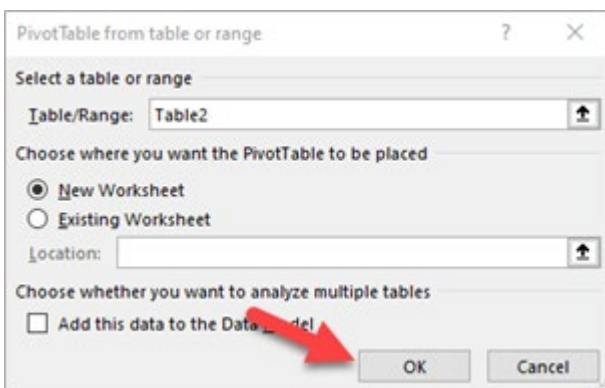 PivotTable from table or range ?
Select a table or range
Table/Range: Table2
Choose where you want the PivotTable to be placed
New Worksheet
Existing Worksheet
Location:
Choose whether you want to analyze multiple tables
Add this data to the Data
OK Cancel